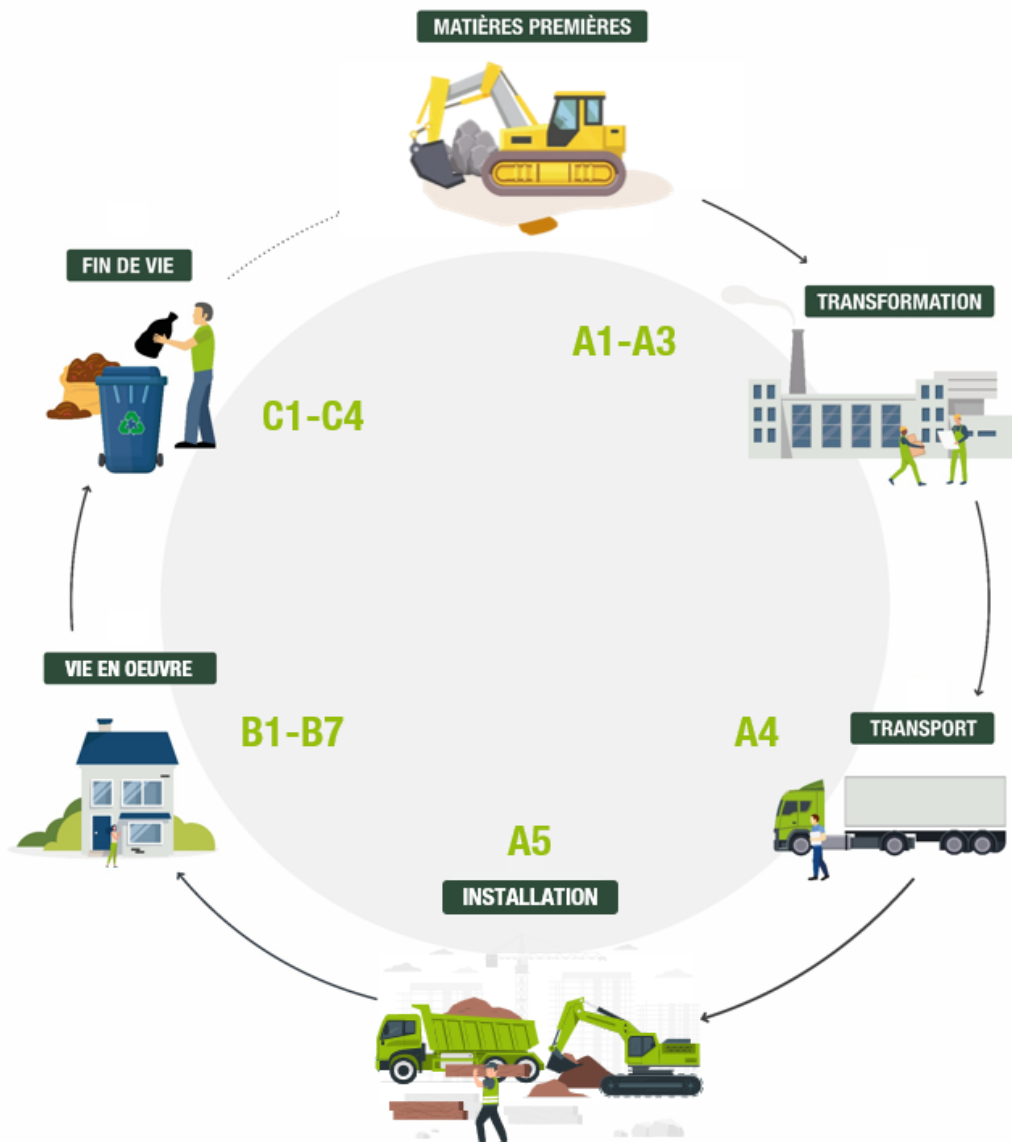 MATIÈRES PREMIÈRES
FIN DE VIE
TRANSFORMATION
A1-A3
C1-C4
VIE EN OEUVRE
B1-B7
A4
TRANSPORT
A5
INSTALLATION